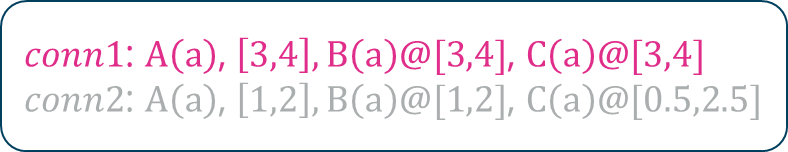 conn1: A(a), [3,4], B(a)@[3,4], C(a)@[3,4]
conn2: A(a), [1,2], B(a)@[1,2], C(a)@[0.5,2.5]